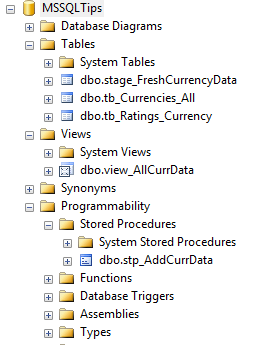 MSSQLTips
Database Diagrams
Tables
System Tables
dbo.stage_FreshCurrencyData
dbo.tb_Currencies_All
dbo.tb_Ratings_Currency
Views
System Views
dbo.view_AllCurrData
Synonyms
Programmability
Stored Procedures
System Stored Procedures
dbo.stp_AddCurrData
Functions
Database Triggers
Assemblies
Types